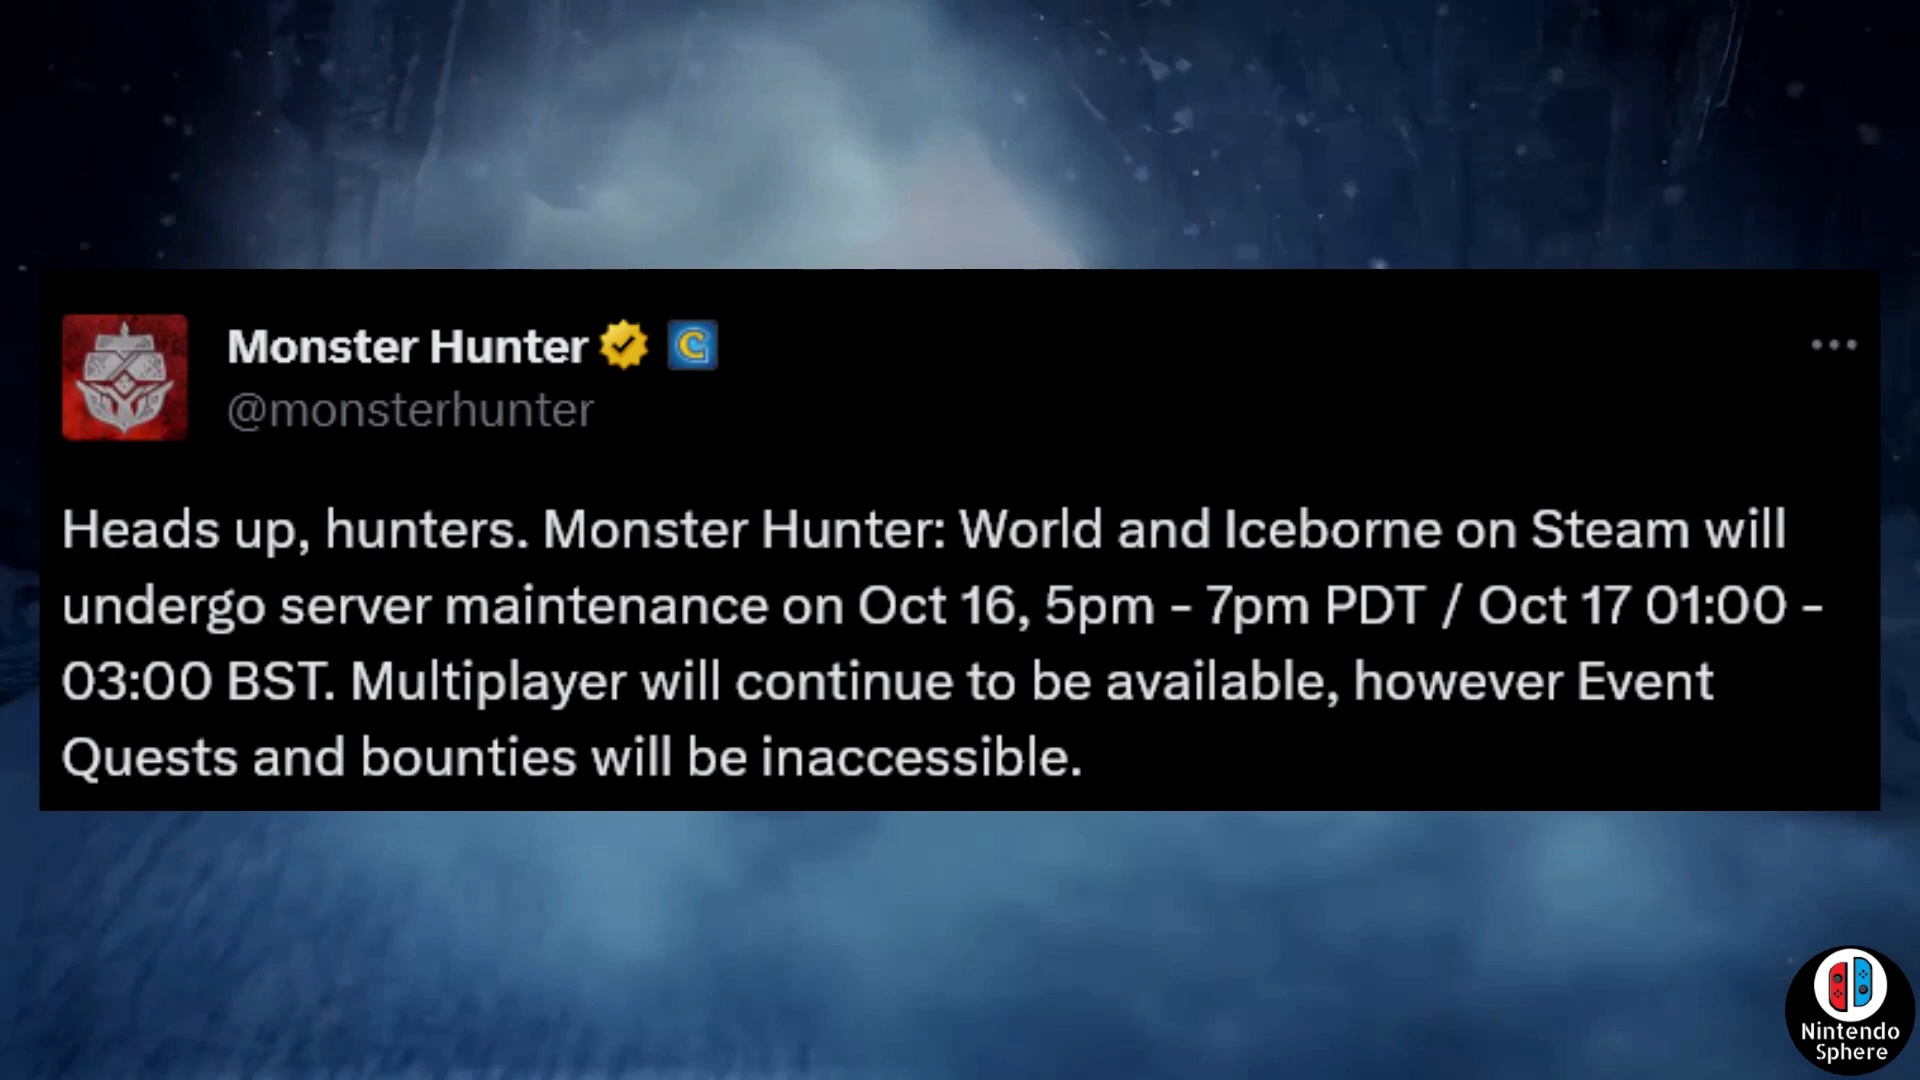 Monster Hunter
@monsterhunter
Heads up, hunters. Monster Hunter: World and Iceborne on Steam will
undergo server maintenance on Oct 16, 5pm – 7pm PDT / Oct 17 01:00 –
03:00 BST. Multiplayer will continue to be available, however Event
Quests and bounties will be inaccessible.
Nintendo
Sphere